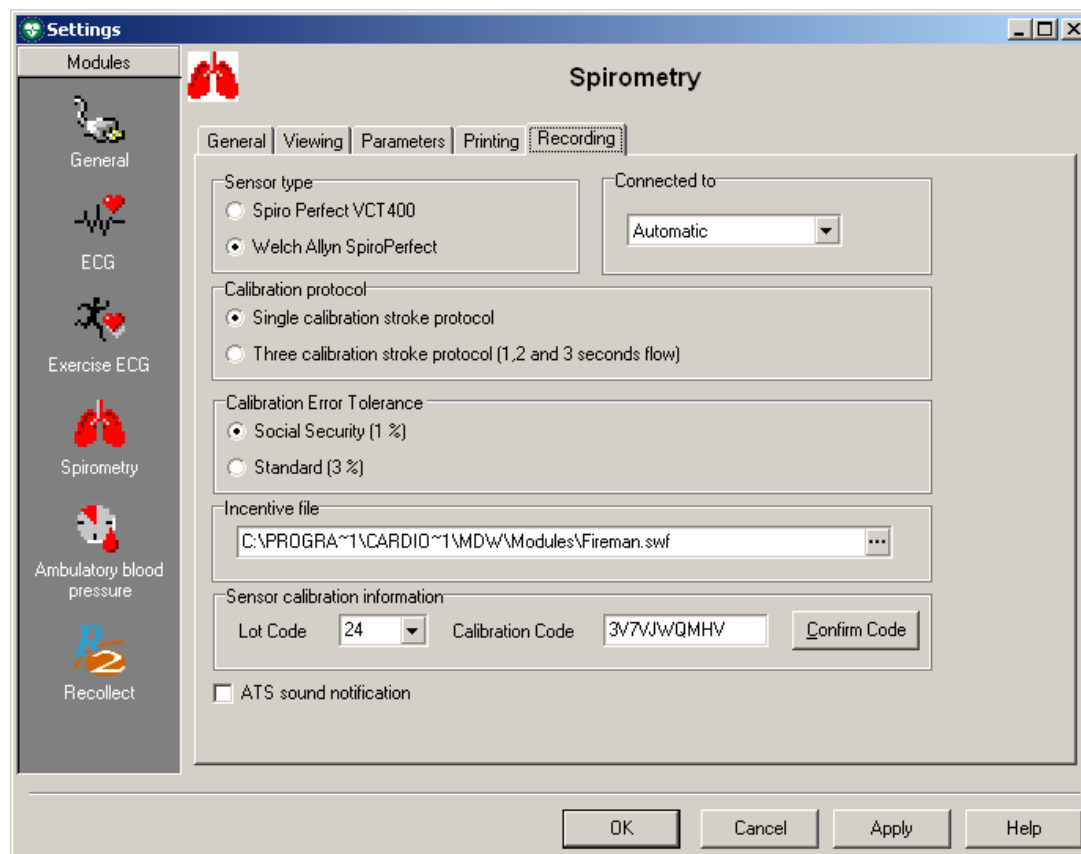 Settings
Modules
General
ECG
Exercise ECG
Spirometry
Ambulatory blood
pressure
Recollect
Spirometry
General Viewing Parameters Printing Recording
Sensor type
Spiro Perfect VCT400
Welch Allyn SpiroPerfect
Connected to
Automatic
Calibration protocol
Single calibration stroke protocol
Three calibration stroke protocol (1,2 and 3 seconds flow)
Calibration Error Tolerance
Social Security (1 %)
Standard (3 %)
Incentive file
C:\PROGRA~1\CARDIO~1\MDW\Modules\Fireman.swf ...
Sensor calibration information
Lot Code 24 Calibration Code 3V7VJWQMHV Confirm Code
ATS sound notification
OK Cancel Apply Help